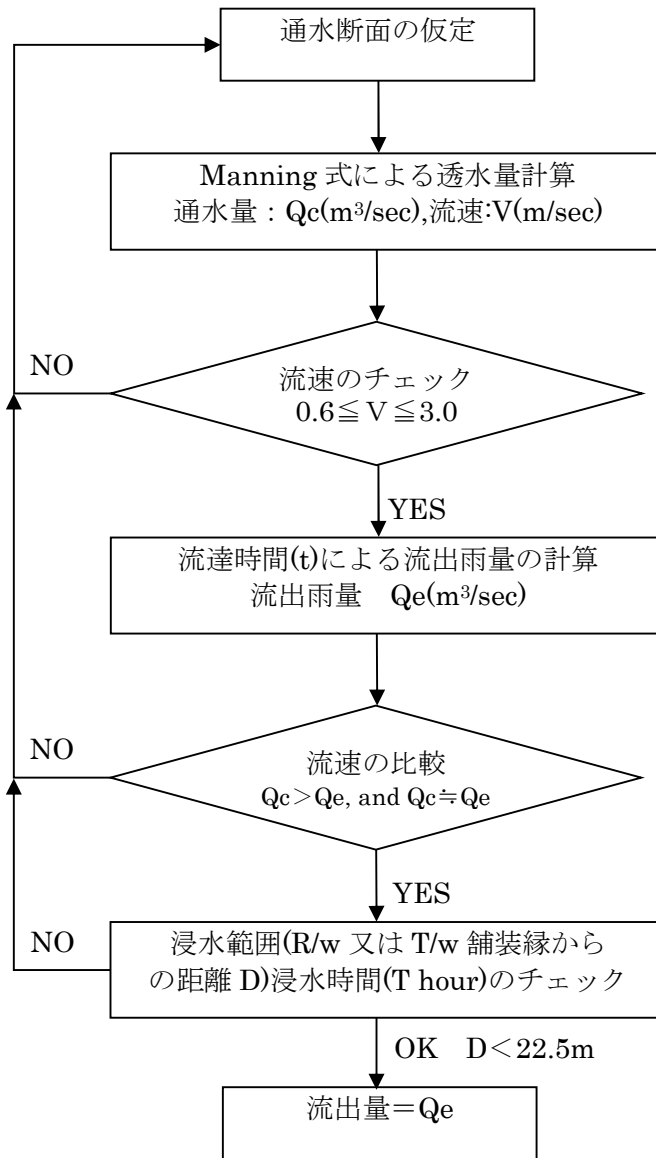 通水断面の仮定
Manning 式による透水量計算
通水量：Qc(m³/sec),流速:V(m/sec)
NO
流速のチェック
0.6≦V≦3.0
YES
流達時間(t)による流出雨量の計算
流出雨量　Qe(m³/sec)
NO
流速の比較
Qc＞Qe, and Qc≒Qe
YES
NO
浸水範囲(R/w 又は T/w 舗装縁から
の距離 D)浸水時間(T hour)のチェック
OK　D＜22.5m
流出量＝Qe